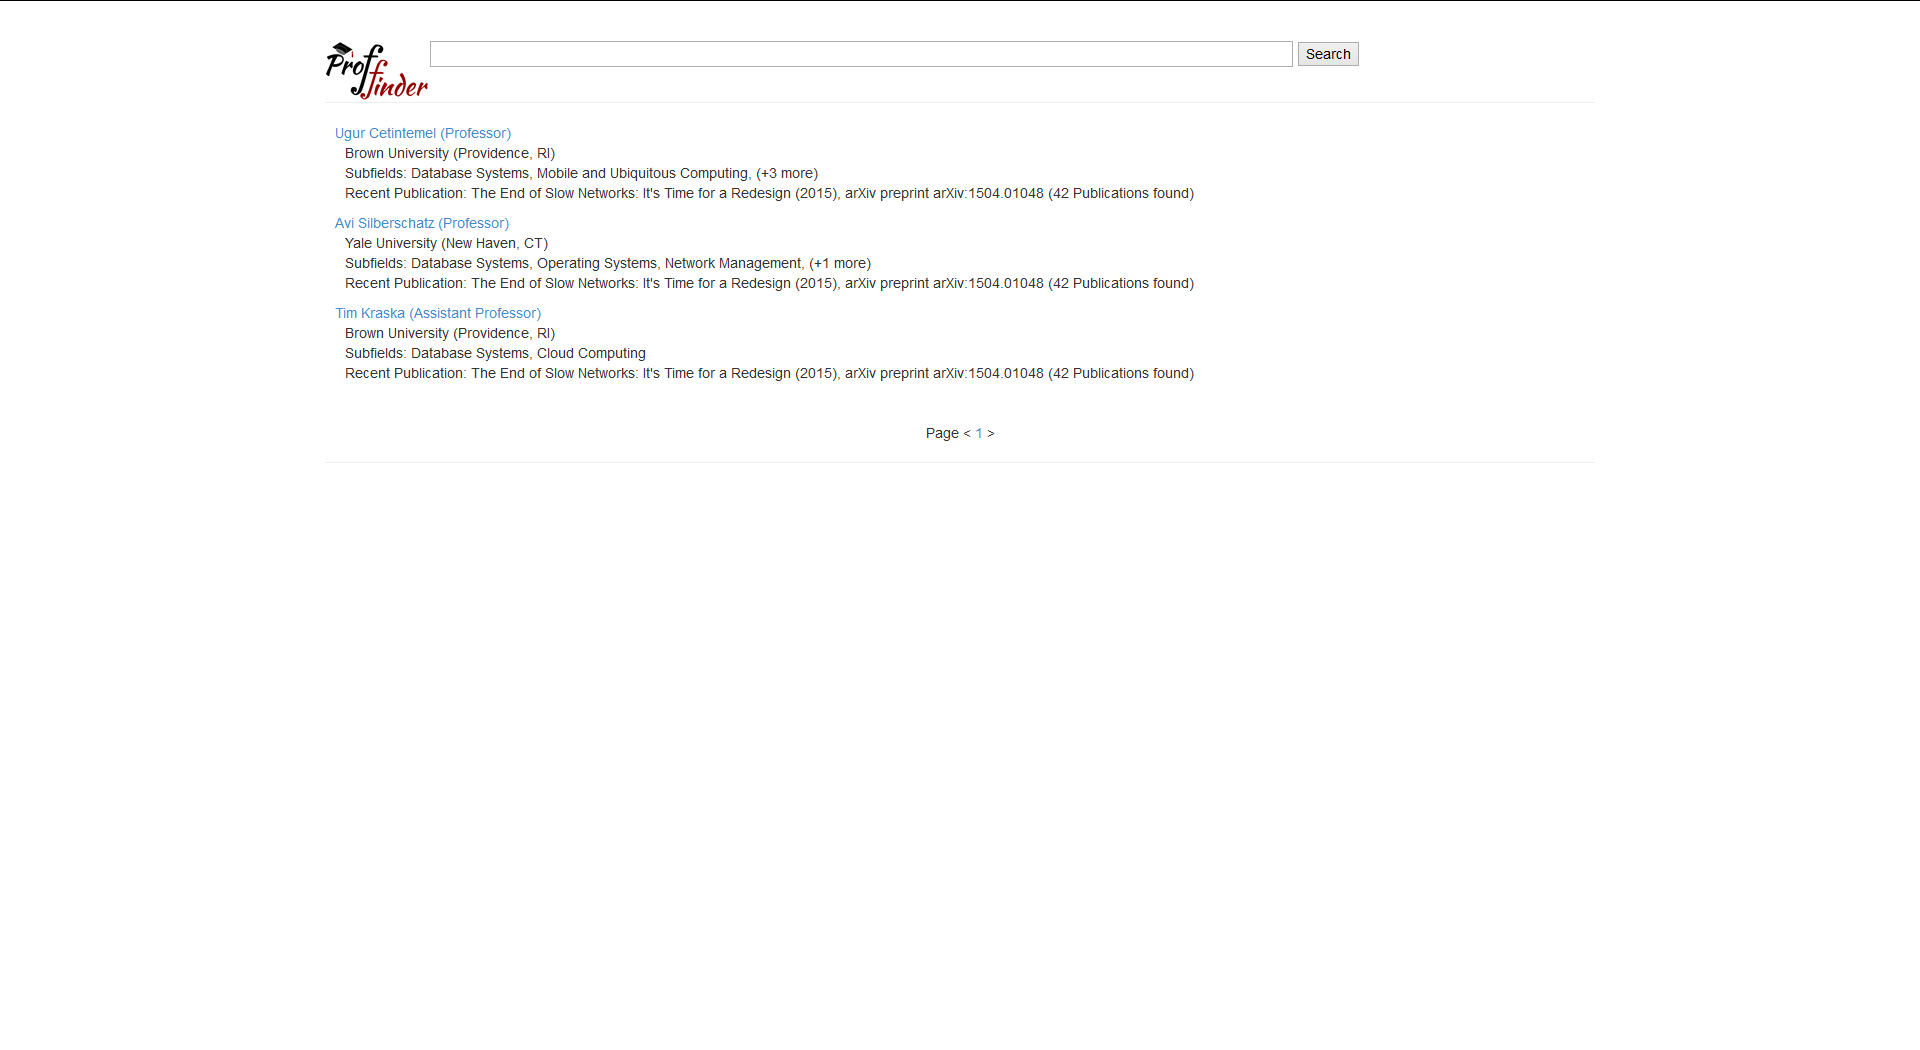 Prof
finder
Search
Ugur Cetintemel (Professor)
Brown University (Providence, RI)
Subfields: Database Systems, Mobile and Ubiquitous Computing, (+3 more)
Recent Publication: The End of Slow Networks: It's Time for a Redesign (2015), arXiv preprint arXiv:1504.01048 (42 Publications found)
Avi Silberschatz (Professor)
Yale University (New Haven, CT)
Subfields: Database Systems, Operating Systems, Network Management, (+1 more)
Recent Publication: The End of Slow Networks: It's Time for a Redesign (2015), arXiv preprint arXiv:1504.01048 (42 Publications found)
Tim Kraska (Assistant Professor)
Brown University (Providence, RI)
Subfields: Database Systems, Cloud Computing
Recent Publication: The End of Slow Networks: It's Time for a Redesign (2015), arXiv preprint arXiv:1504.01048 (42 Publications found)
Page < 1 >